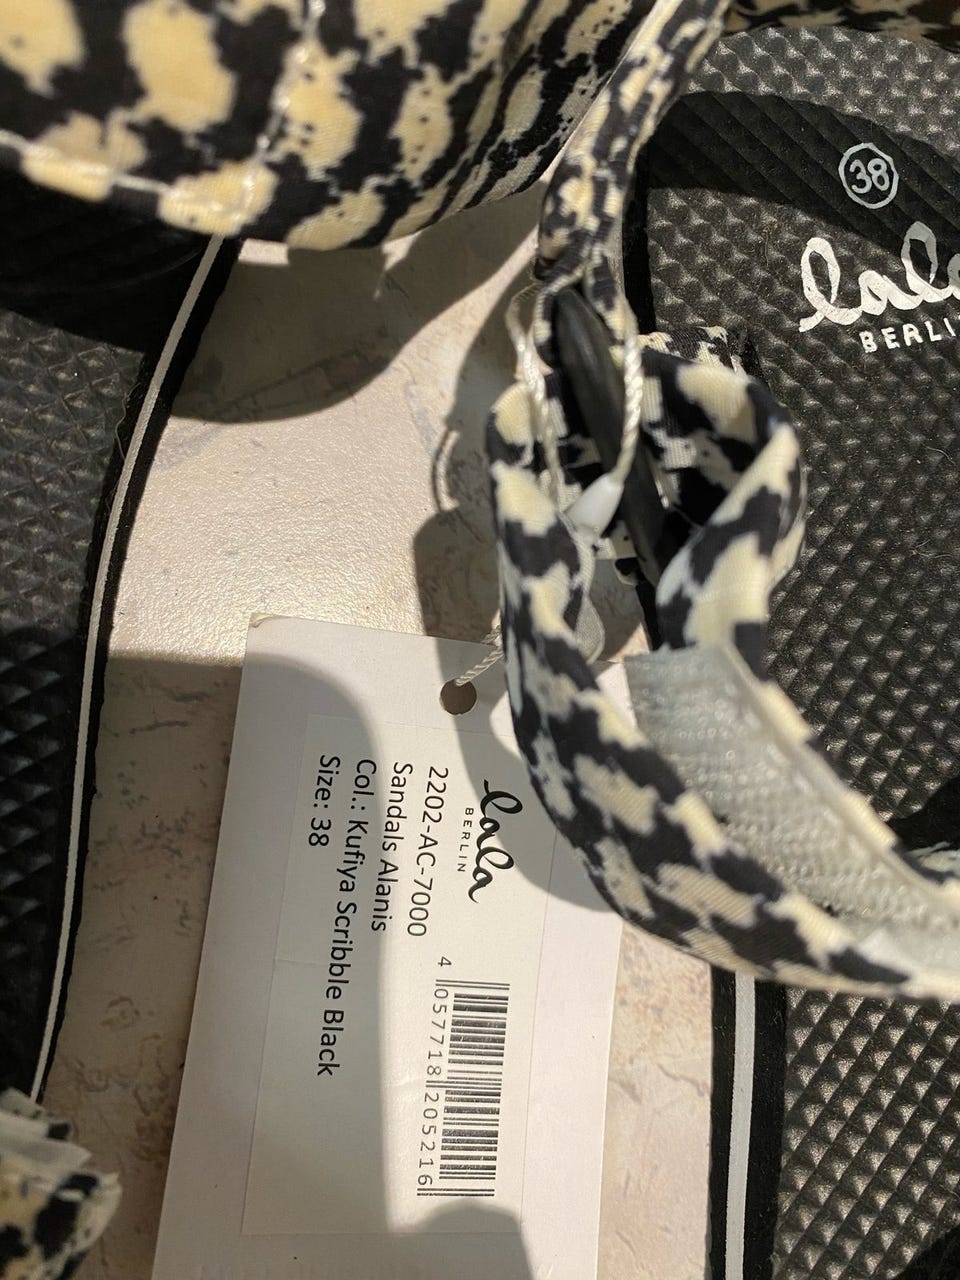 38
lala
BERLI
lala
BERLIN
2202-AC-7000
Sandals Alanis
Col.: Kufiya Scribble Black
Size: 38
4 057718 205216